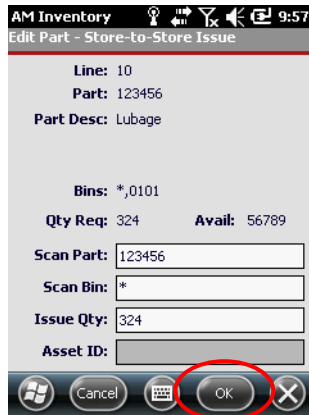 AM Inventory 9:57
Edit Part - Store-to-Store Issue
Line: 10
Part: 123456
Part Desc: Lubage
Bins: *,0101
Qty Req: 324 Avail: 56789
Scan Part: 123456
Scan Bin: *
Issue Qty: 324
Asset ID:
Cancel OK